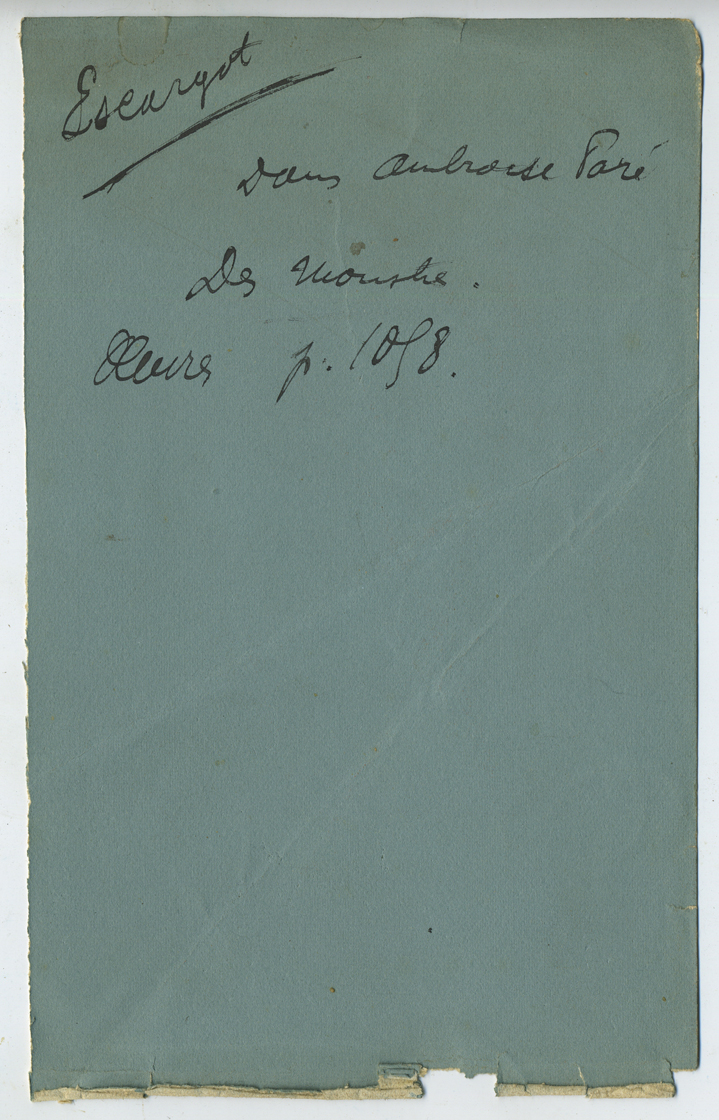 Escargot
Dans Ambroise Paré
Des Monstres.
Œuvres p. 1058.